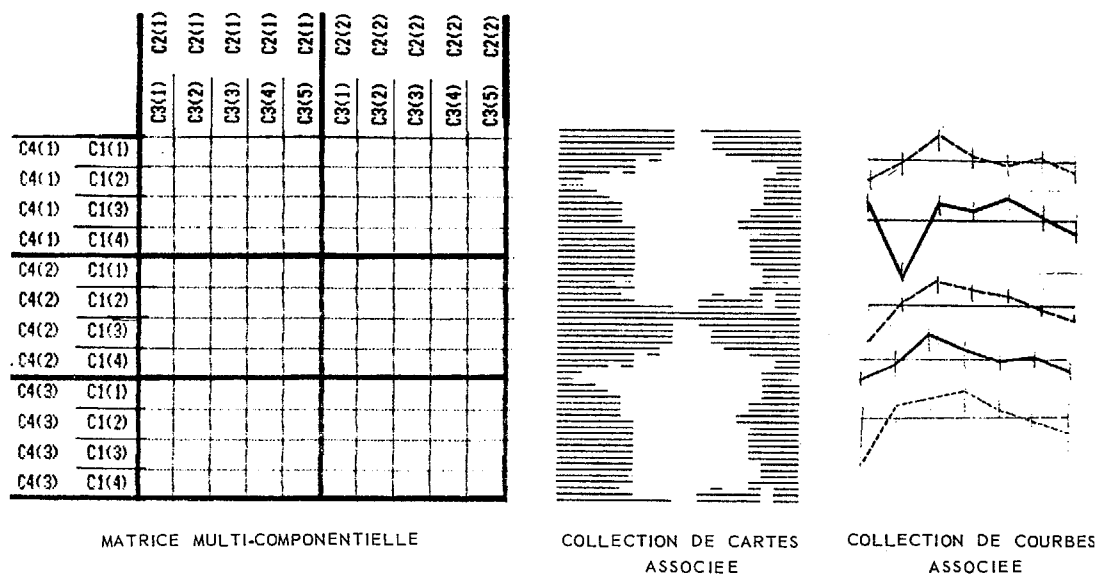 C2(1) C2(1) C2(1) C2(1) C2(1) C2(2) C2(2) C2(2) C2(2) C2(2)
C3(1) C3(2) C3(3) C3(4) C3(5) C3(1) C3(2) C3(3) C3(4) C3(5)
C4(1) C1(1)
C4(1) C1(2)
C4(1) C1(3)
C4(1) C1(4)
C4(2) C1(1)
C4(2) C1(2)
C4(2) C1(3)
C4(2) C1(4)
C4(3) C1(1)
C4(3) C1(2)
C4(3) C1(3)
C4(3) C1(4)
MATRICE MULTI-COMPONENTIELLE
COLLECTION DE CARTES
ASSOCIEE
COLLECTION DE COURBES
ASSOCIEE